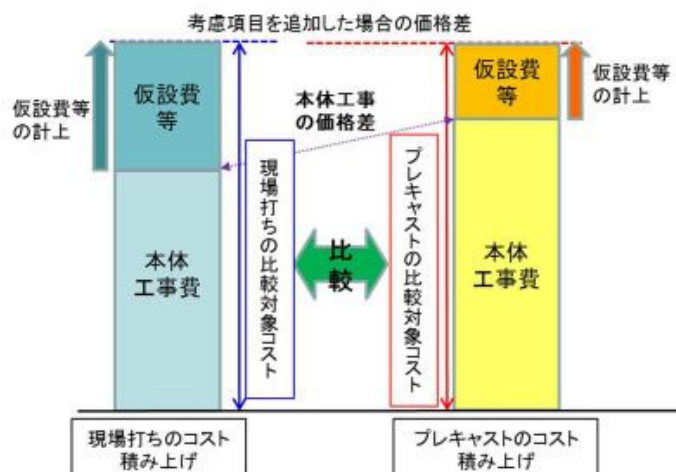 考慮項目を追加した場合の価格差
仮設費等
の計上
仮設費
等
本体
工事費
本体工事
の価格差
現場打ちの比較対象コスト
比
較
プレキャストの比較対象コスト
仮設費
等
本体
工事費
仮設費等
の計上
現場打ちのコスト
積み上げ
プレキャストのコスト
積み上げ